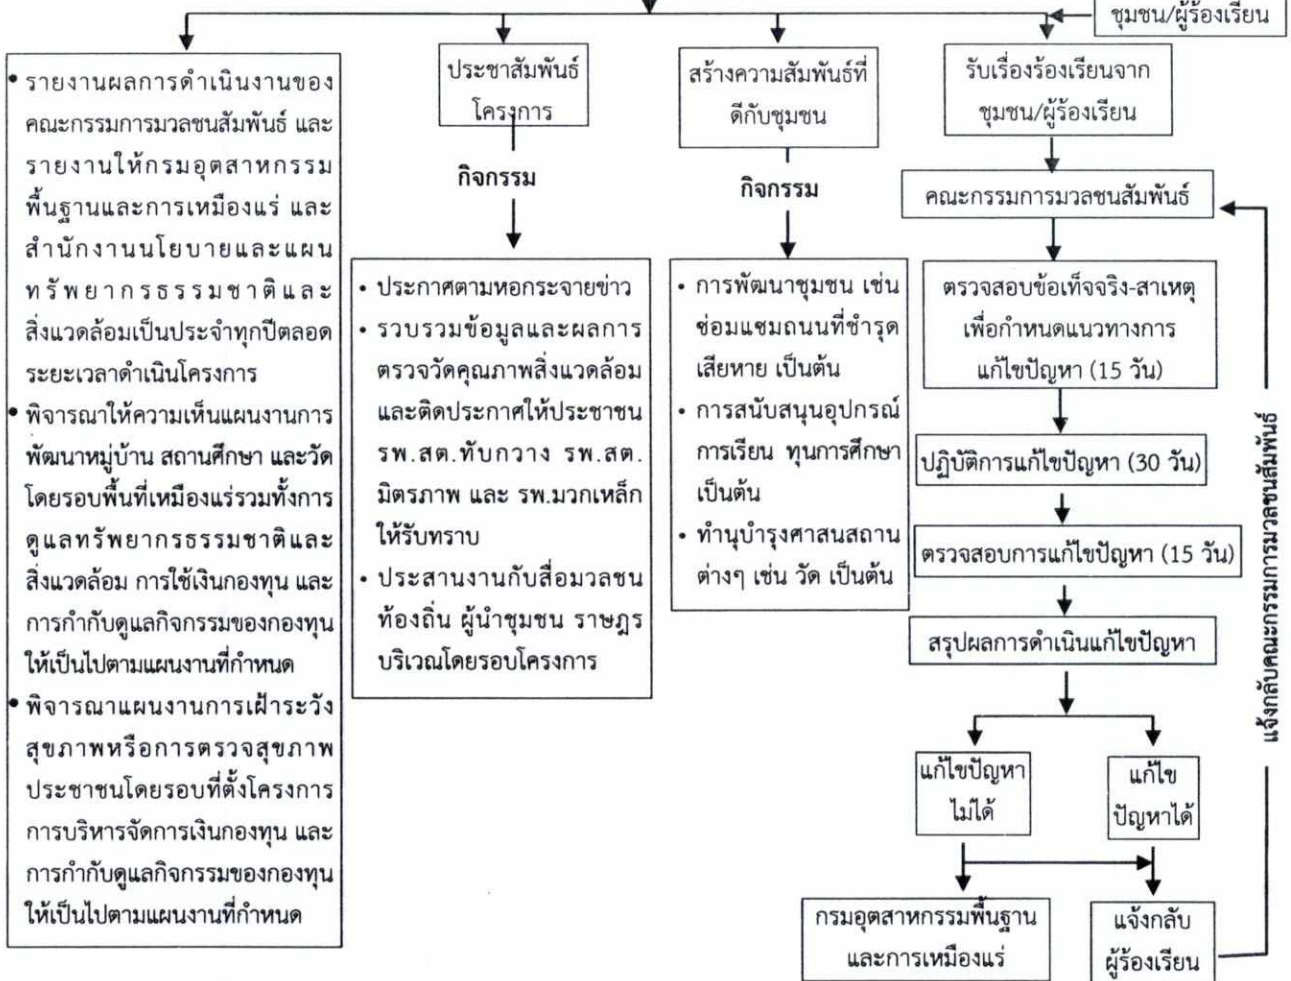 ชุมชน/ผู้ร้องเรียน
• รายงานผลการดำเนินงานของ
คณะกรรมการมวลชนสัมพันธ์ และ
รายงานให้กรมอุตสาหกรรม
พื้นฐานและการเหมืองแร่ และ
สำนักงานนโยบายและแผน
ทรัพยากรธรรมชาติและ
สิ่งแวดล้อมเป็นประจำทุกปีตลอด
ระยะเวลาดำเนินโครงการ
• พิจารณาให้ความเห็นแผนงานการ
พัฒนาหมู่บ้าน สถานศึกษา และวัด
โดยรอบพื้นที่เหมืองแร่รวมทั้งการ
ดูแลทรัพยากรธรรมชาติและ
สิ่งแวดล้อม การใช้เงินกองทุน และ
การกำกับดูแลกิจกรรมของกองทุน
ให้เป็นไปตามแผนงานที่กำหนด
• พิจารณาแผนงานการเฝ้าระวัง
สุขภาพหรือการตรวจสุขภาพ
ประชาชนโดยรอบที่ตั้งโครงการ
การบริหารจัดการเงินกองทุน และ
การกำกับดูแลกิจกรรมของกองทุน
ให้เป็นไปตามแผนงานที่กำหนด
ประชาสัมพันธ์
โครงการ
กิจกรรม
• ประกาศตามหอกระจายข่าว
• รวบรวมข้อมูลและผลการ
ตรวจวัดคุณภาพสิ่งแวดล้อม
และติดประกาศให้ประชาชน
รพ.สต.ทับกวาง รพ.สต.
มิตรภาพ และ รพ.มวกเหล็ก
ให้รับทราบ
• ประสานงานกับสื่อมวลชน
ท้องถิ่น ผู้นำชุมชน ราษฎร
บริเวณโดยรอบโครงการ
สร้างความสัมพันธ์ที่
ดีกับชุมชน
กิจกรรม
• การพัฒนาชุมชน เช่น
ซ่อมแซมถนนที่ชำรุด
เสียหาย เป็นต้น
• การสนับสนุนอุปกรณ์
การเรียน ทุนการศึกษา
เป็นต้น
• ทำนุบำรุงศาสนสถาน
ต่างๆ เช่น วัด เป็นต้น
รับเรื่องร้องเรียนจาก
ชุมชน/ผู้ร้องเรียน
คณะกรรมการมวลชนสัมพันธ์
ตรวจสอบข้อเท็จจริง-สาเหตุ
เพื่อกำหนดแนวทางการ
แก้ไขปัญหา (15 วัน)
ปฏิบัติการแก้ไขปัญหา (30 วัน)
ตรวจสอบการแก้ไขปัญหา (15 วัน)
สรุปผลการดำเนินแก้ไขปัญหา
แก้ไขปัญหา
ไม่ได้
แก้ไข
ปัญหาได้
กรมอุตสาหกรรมพื้นฐาน
และการเหมืองแร่
แจ้งกลับ
ผู้ร้องเรียน
แจ้งกลับคณะกรรมการมวลชนสัมพันธ์